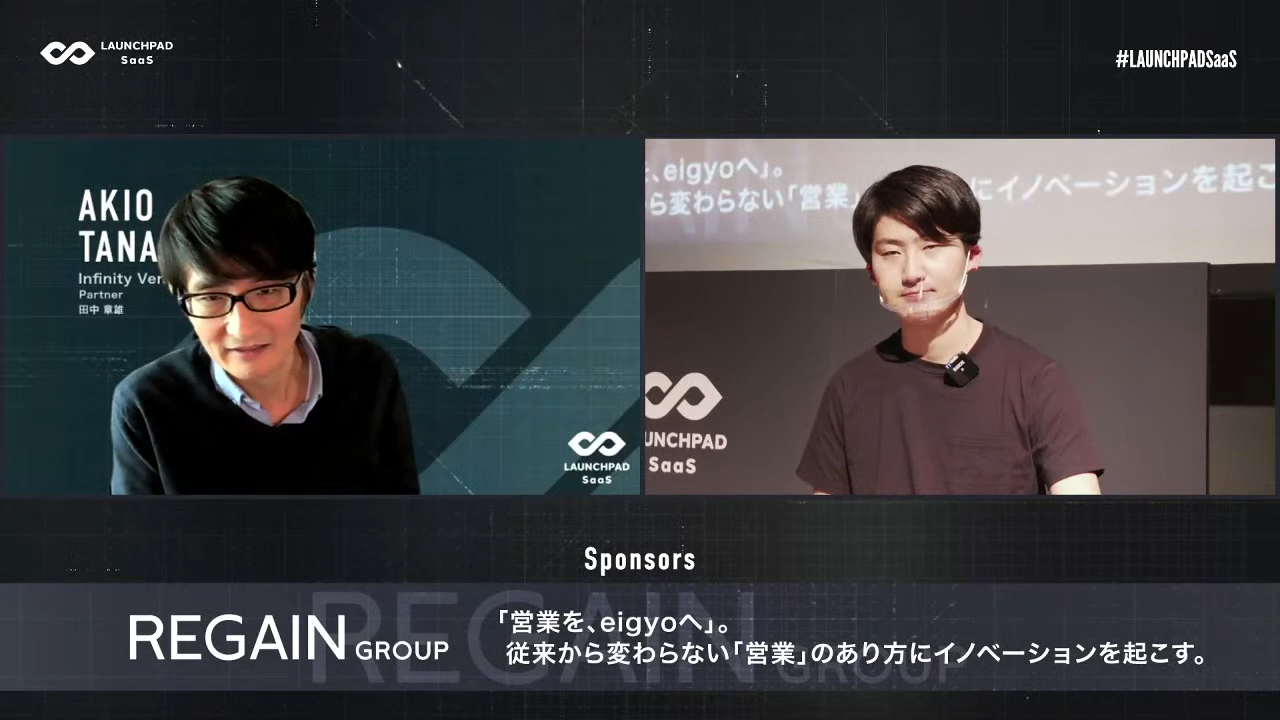 LAUNCHPAD
SaaS
#LAUNCHPADSaaS
AKIO
TANA
Infinity Ven
Partner
田中 章雄
LAUNCHPAD
SaaS
、eigyoへ」。
ら変わらない「営業」にイノベーションを起こ
UNCHPAD
SaaS
Sponsors
REGAIN GROUP
「営業を、eigyoへ」。
従来から変わらない「営業」のあり方にイノベーションを起こす。